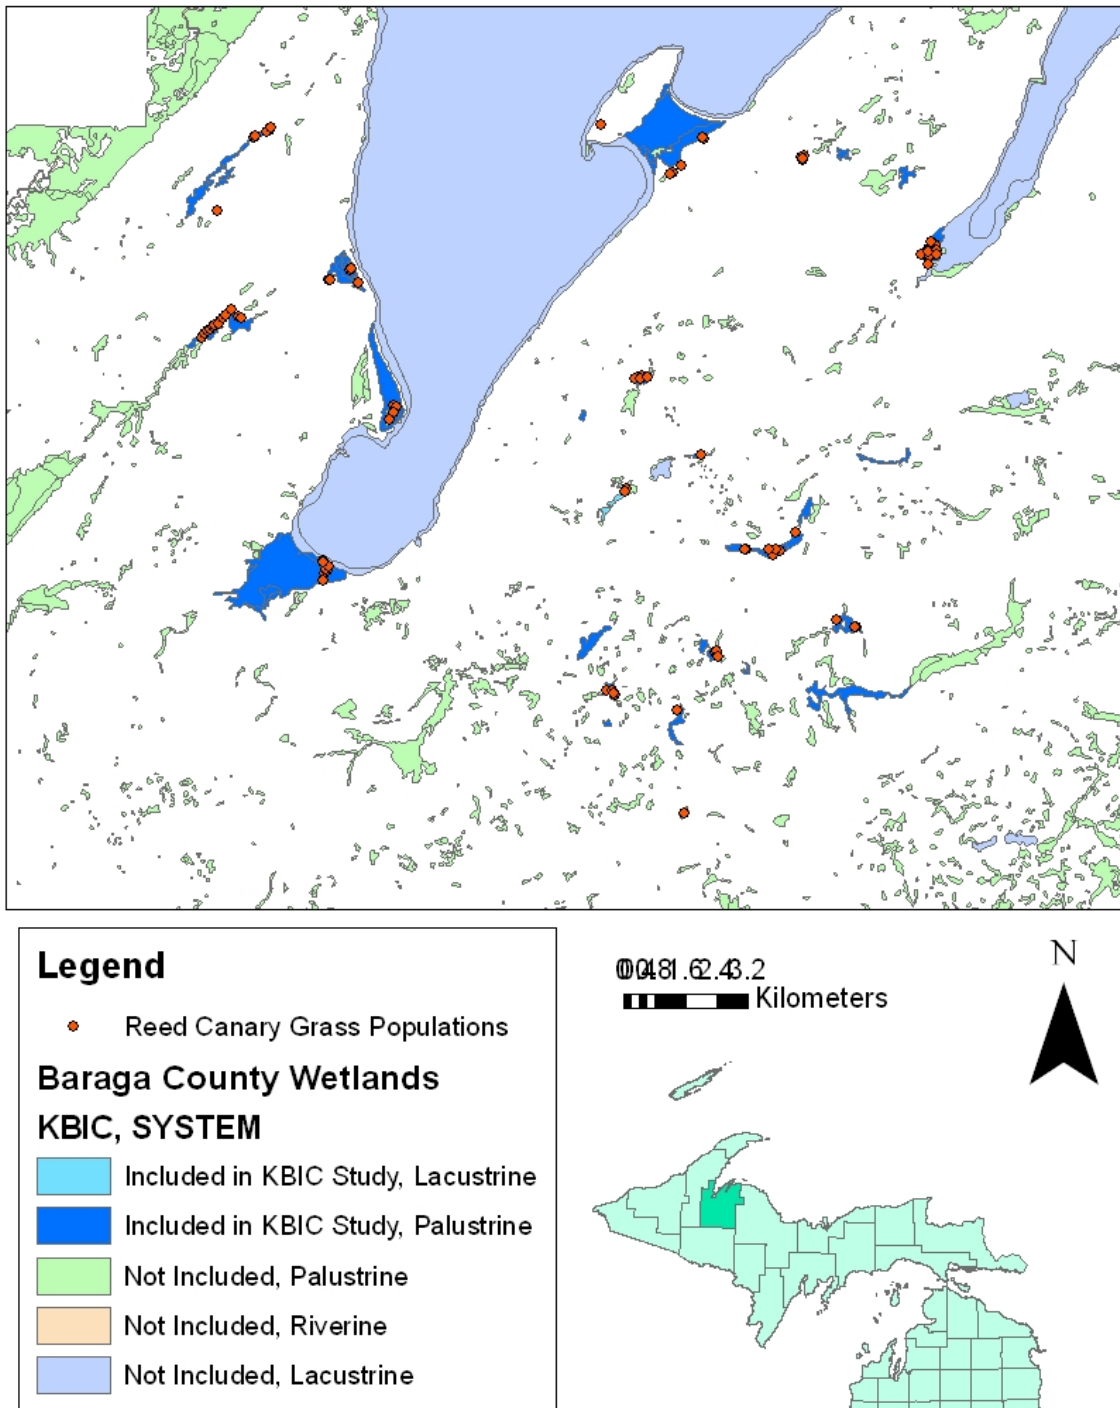 Legend
Reed Canary Grass Populations
Baraga County Wetlands
KBIC, SYSTEM
Included in KBIC Study, Lacustrine
Included in KBIC Study, Palustrine
Not Included, Palustrine
Not Included, Riverine
Not Included, Lacustrine
Kilometers
N